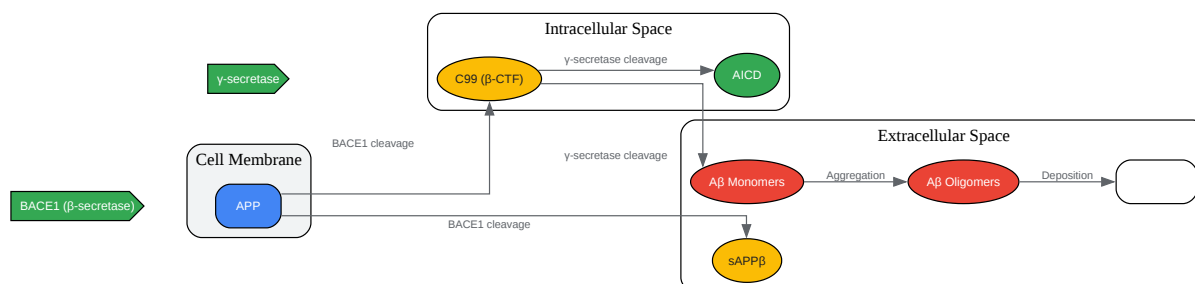 Intracellular Space
γ-secretase cleavage
C99 (β-CTF)
AICD
γ-secretase
BACE1 cleavage
γ-secretase cleavage
Extracellular Space
Cell Membrane
Aβ Monomers
Aggregation
Aβ Oligomers
Deposition
BACE1 (β-secretase)
APP
BACE1 cleavage
sAPPβ